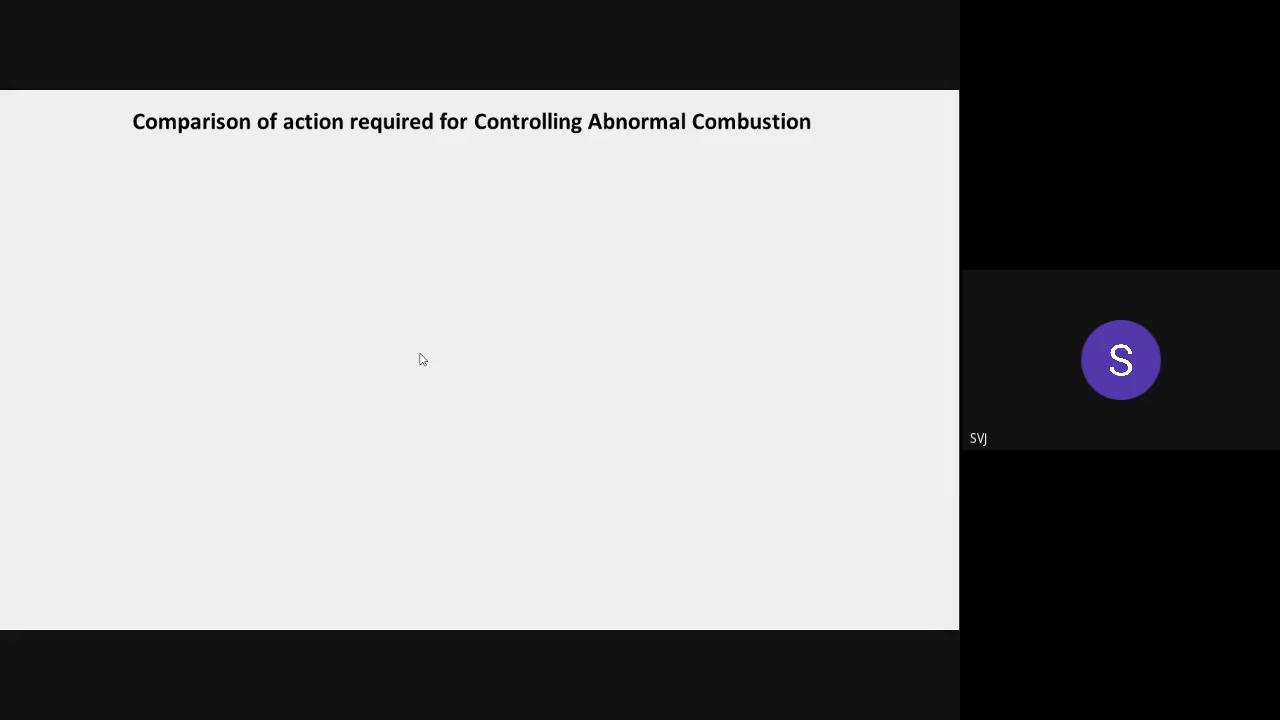 Comparison of action required for Controlling Abnormal Combustion
S
SVJ